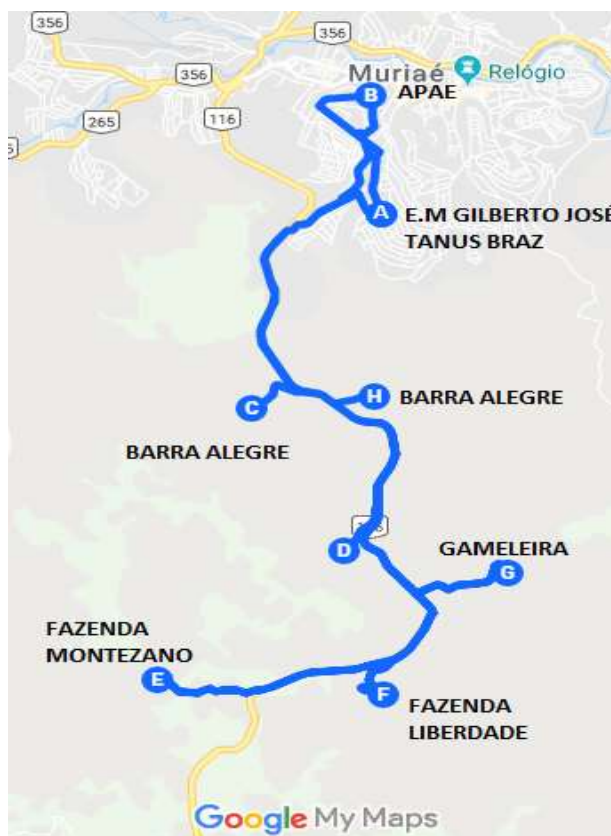 356
356
356
Muriaé
Relógio
B
APAE
265
116
A
E.M GILBERTO JOSÉ
TANUS BRAZ
C
H
BARRA ALEGRE
BARRA ALEGRE
D
GAMELEIRA
G
FAZENDA
MONTEZANO
E
F
FAZENDA
LIBERDADE
116
Google My Maps